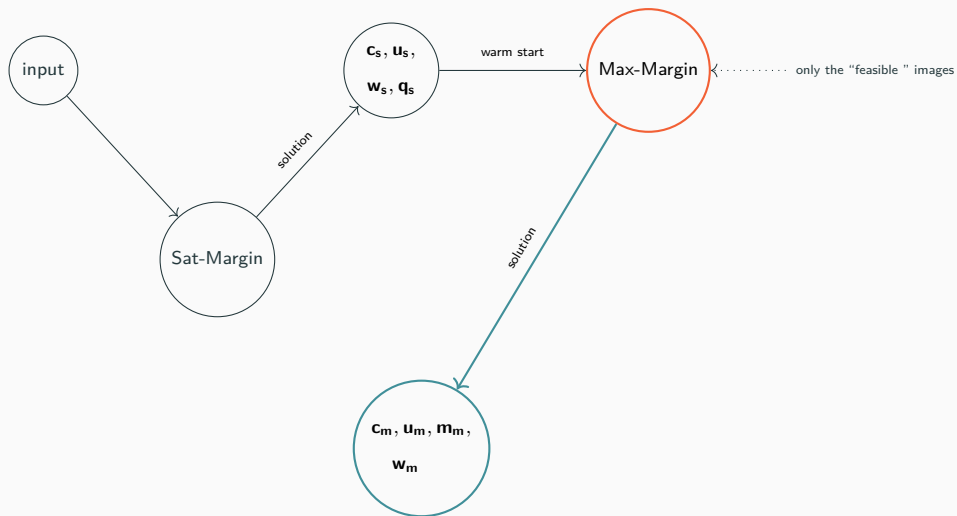 input
c_s, u_s,
w_s, q_s
warm start
Max-Margin
only the “feasible ” images
solution
Sat-Margin
solution
c_m, u_m, m_m,
w_m